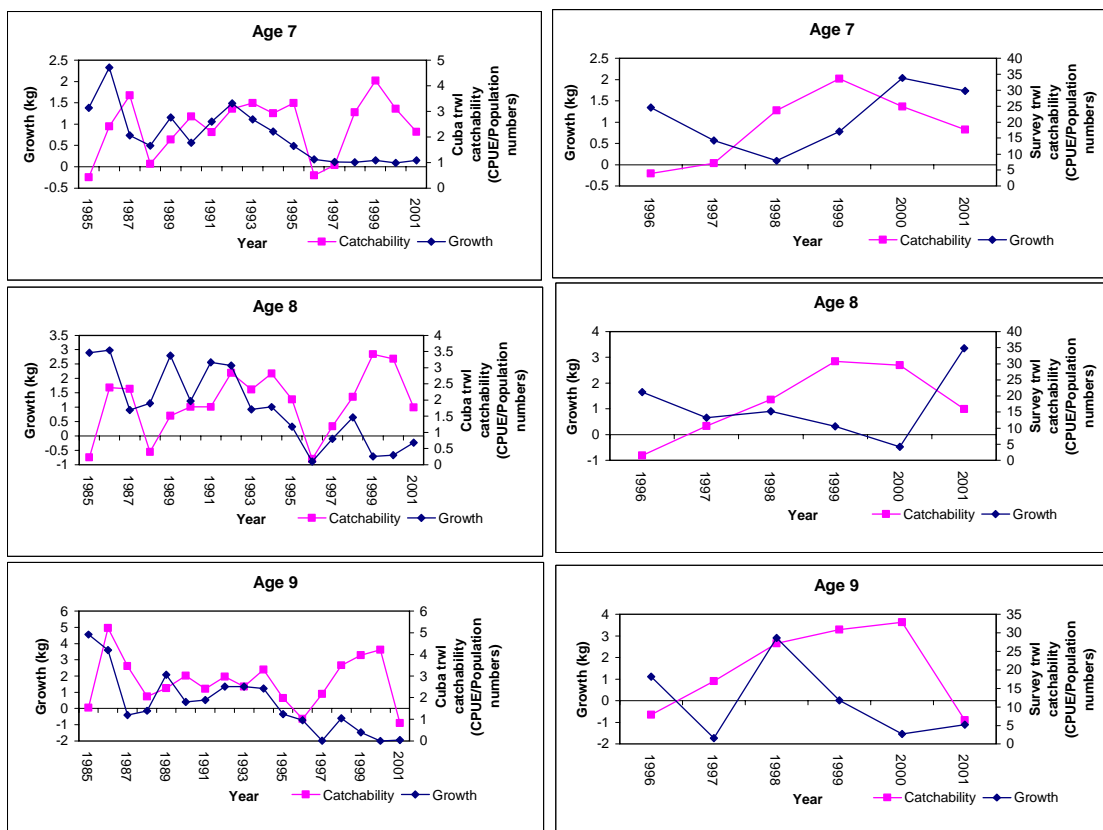 Age 7
Growth (kg)
2.5
2
1.5
1
0.5
0
-0.5
5
4
3
2
1
0
Cuba trwl
catchability
(CPUE/Population
numbers)
1985
1987
1989
1991
1993
1995
1997
1999
2001
Year
Catchability
Growth
Age 7
Growth (kg)
2.5
2
1.5
1
0.5
0
-0.5
40
35
30
25
20
15
10
5
0
Survey trwl
catchability
(CPUE/Population
numbers)
1996
1997
1998
1999
2000
2001
Year
Catchability
Growth
Age 8
Growth (kg)
3.5
3
2.5
2
1.5
1
0.5
0
-0.5
-1
4
3.5
3
2.5
2
1.5
1
0.5
0
Cuba trwl
catchability
(CPUE/Population
numbers)
1985
1987
1989
1991
1993
1995
1997
1999
2001
Year
Catchability
Growth
Age 8
Growth (kg)
4
3
2
1
0
-1
40
35
30
25
20
15
10
5
0
Survey trwl
catchability
(CPUE/Population
numbers)
1996
1997
1998
1999
2000
2001
Year
Catchability
Growth
Age 9
Growth (kg)
6
5
4
3
2
1
0
-1
-2
6
5
4
3
2
1
0
Cuba trwl
catchability
(CPUE/Population
numbers)
1985
1987
1989
1991
1993
1995
1997
1999
2001
Year
Catchability
Growth
Age 9
Growth (kg)
4
3
2
1
0
-1
-2
35
30
25
20
15
10
5
0
Survey trwl
catchability
(CPUE/Population
numbers)
1996
1997
1998
1999
2000
2001
Year
Catchability
Growth